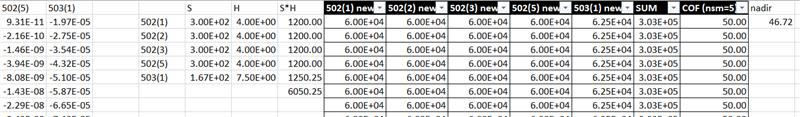 502(5) 503(1) S H S*H 502(1) new 502(2) new 502(3) new 502(5) new 503(1) new SUM COF (nsm=5) nadir
9.31E-11 -1.97E-05 502(1) 3.00E+02 4.00E+00 1200.00 6.00E+04 6.00E+04 6.00E+04 6.00E+04 6.25E+04 3.03E+05 50.00 46.72
-2.16E-10 -2.75E-05 502(2) 3.00E+02 4.00E+00 1200.00 6.00E+04 6.00E+04 6.00E+04 6.00E+04 6.25E+04 3.03E+05 50.00
-1.46E-09 -3.54E-05 502(3) 3.00E+02 4.00E+00 1200.00 6.00E+04 6.00E+04 6.00E+04 6.00E+04 6.25E+04 3.03E+05 50.00
-3.94E-09 -4.32E-05 502(5) 3.00E+02 4.00E+00 1200.00 6.00E+04 6.00E+04 6.00E+04 6.00E+04 6.25E+04 3.03E+05 50.00
-8.08E-09 -5.10E-05 503(1) 1.67E+02 7.50E+00 1250.25 6.00E+04 6.00E+04 6.00E+04 6.00E+04 6.25E+04 3.03E+05 50.00
-1.43E-08 -5.87E-05 6050.25 6.00E+04 6.00E+04 6.00E+04 6.00E+04 6.25E+04 3.03E+05 50.00
-2.29E-08 -6.65E-05 6.00E+04 6.00E+04 6.00E+04 6.00E+04 6.25E+04 3.03E+05 50.00